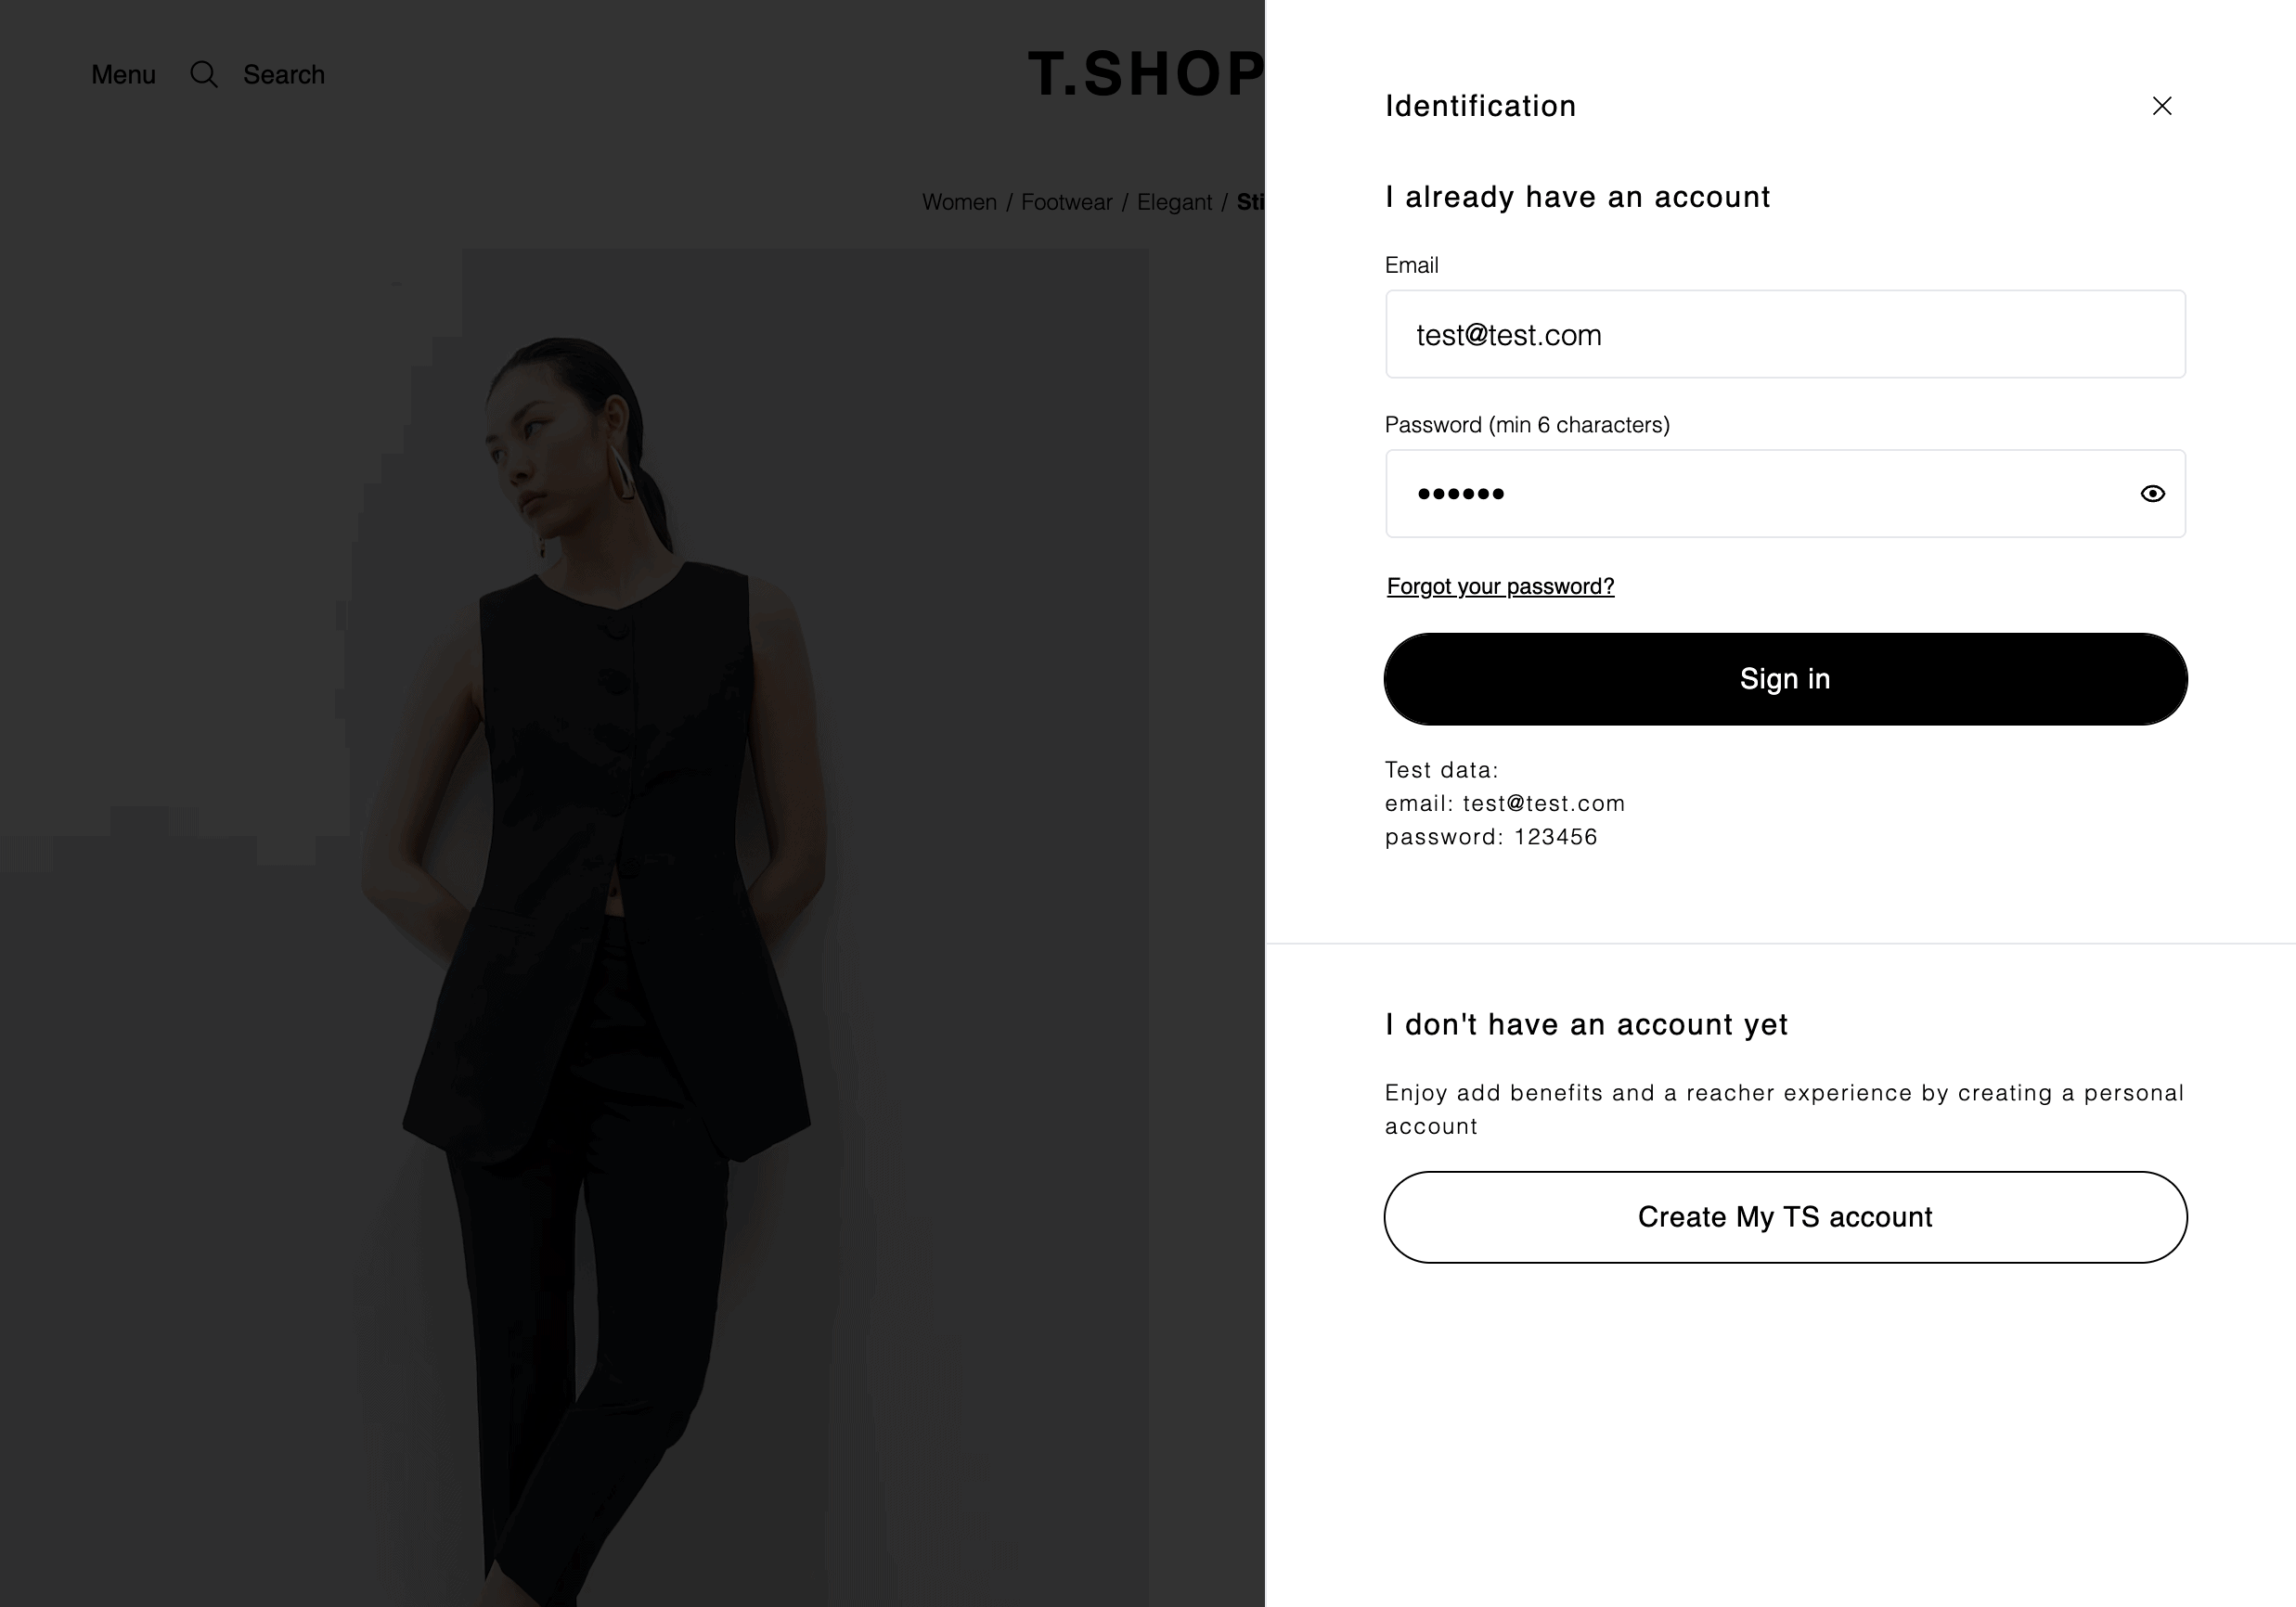 Menu Search
T.SHOP
Women / Footwear / Elegant /
Identification
I already have an account
Email
test@test.com
Password (min 6 characters)
••••••
Forgot your password?
Sign in
Test data:
email: test@test.com
password: 123456
I don't have an account yet
Enjoy add benefits and a reacher experience by creating a personal
account
Create My TS account